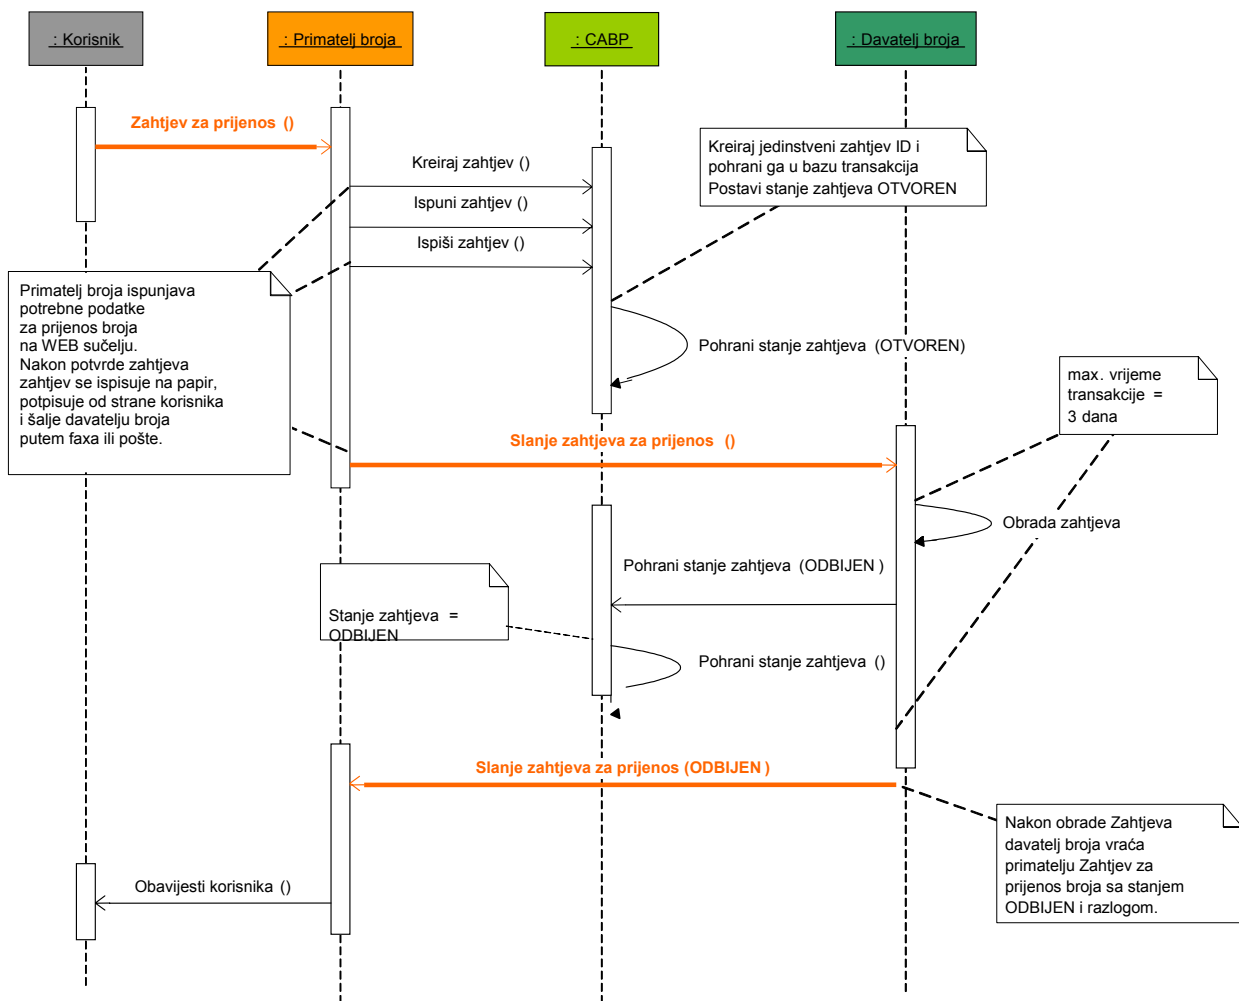 : Korisnik
: Primatelj broja
: CABP
: Davatelj broja
Zahtjev za prijenos ()
Kreiraj zahtjev ()
Ispuni zahtjev ()
Ispiši zahtjev ()
Kreiraj jedinstveni zahtjev ID i
pohrani ga u bazu transakcija
Postavi stanje zahtjeva OTVOREN
Primatelj broja ispunjava
potrebne podatke
za prijenos broja
na WEB sučelju.
Nakon potvrde zahtjeva
zahtjev se ispisuje na papir,
potpisuje od strane korisnika
i šalje davatelju broja
putem faxa ili pošte.
Pohrani stanje zahtjeva (OTVOREN)
max. vrijeme
transakcije =
3 dana
Slanje zahtjeva za prijenos ()
Obrada zahtjeva
Pohrani stanje zahtjeva (ODBIJEN )
Stanje zahtjeva =
ODBIJEN
Pohrani stanje zahtjeva ()
Slanje zahtjeva za prijenos (ODBIJEN )
Nakon obrade Zahtjeva
davatelj broja vraća
primatelju Zahtjev za
prijenos broja sa stanjem
ODBIJEN i razlogom.
Obavijesti korisnika ()